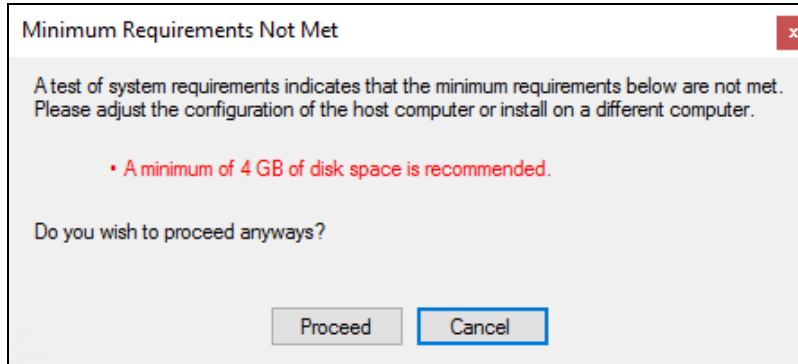 Minimum Requirements Not Met
x
A test of system requirements indicates that the minimum requirements below are not met.
Please adjust the configuration of the host computer or install on a different computer.
• A minimum of 4 GB of disk space is recommended.
Do you wish to proceed anyways?
Proceed Cancel